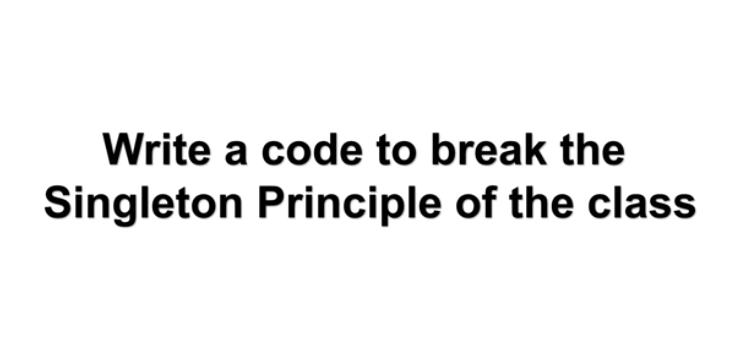 Write a code to break the
Singleton Principle of the class